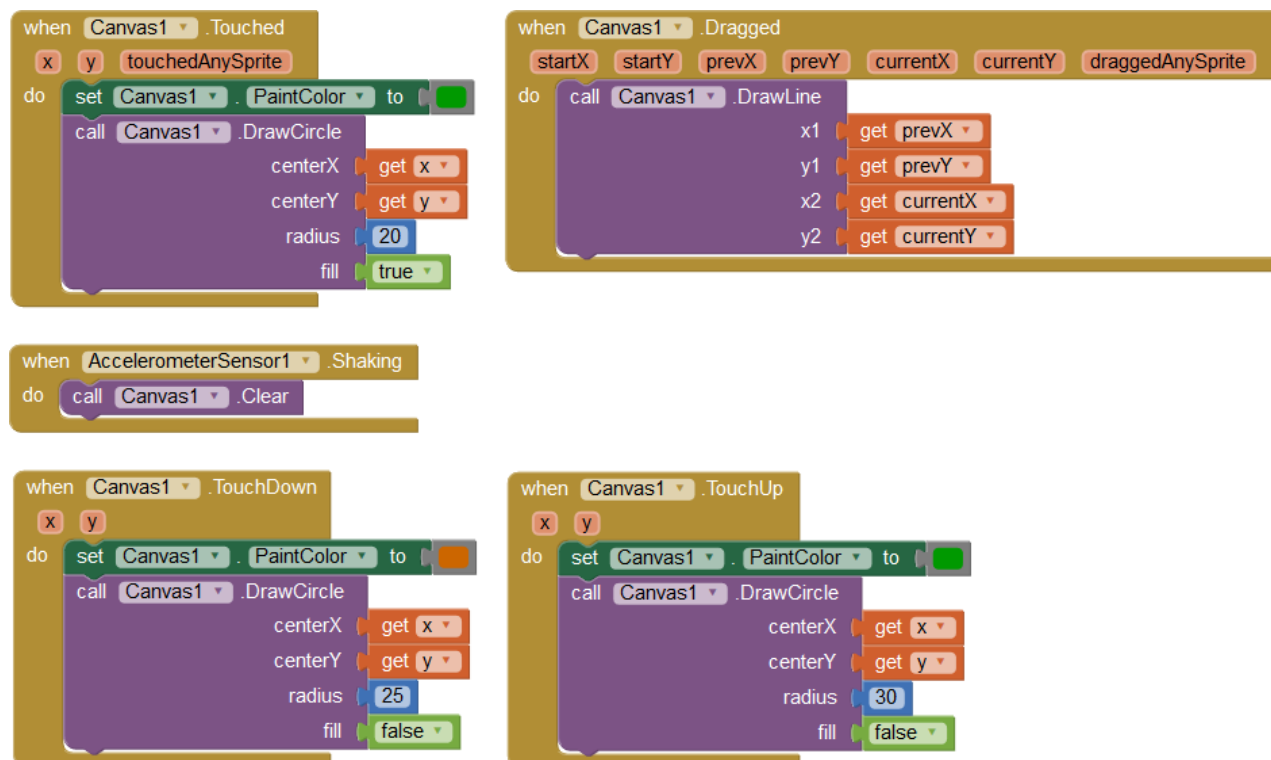 when Canvas1 .Touched
x y touchedAnySprite
do set Canvas1 . PaintColor to
call Canvas1 .DrawCircle
centerX get x
centerY get y
radius 20
fill true
when Canvas1 .Dragged
startX startY prevX prevY currentX currentY draggedAnySprite
do call Canvas1 .DrawLine
x1 get prevX
y1 get prevY
x2 get currentX
y2 get currentY
when AccelerometerSensor1 .Shaking
do call Canvas1 .Clear
when Canvas1 .TouchDown
x y
do set Canvas1 . PaintColor to
call Canvas1 .DrawCircle
centerX get x
centerY get y
radius 25
fill false
when Canvas1 .TouchUp
x y
do set Canvas1 . PaintColor to
call Canvas1 .DrawCircle
centerX get x
centerY get y
radius 30
fill false